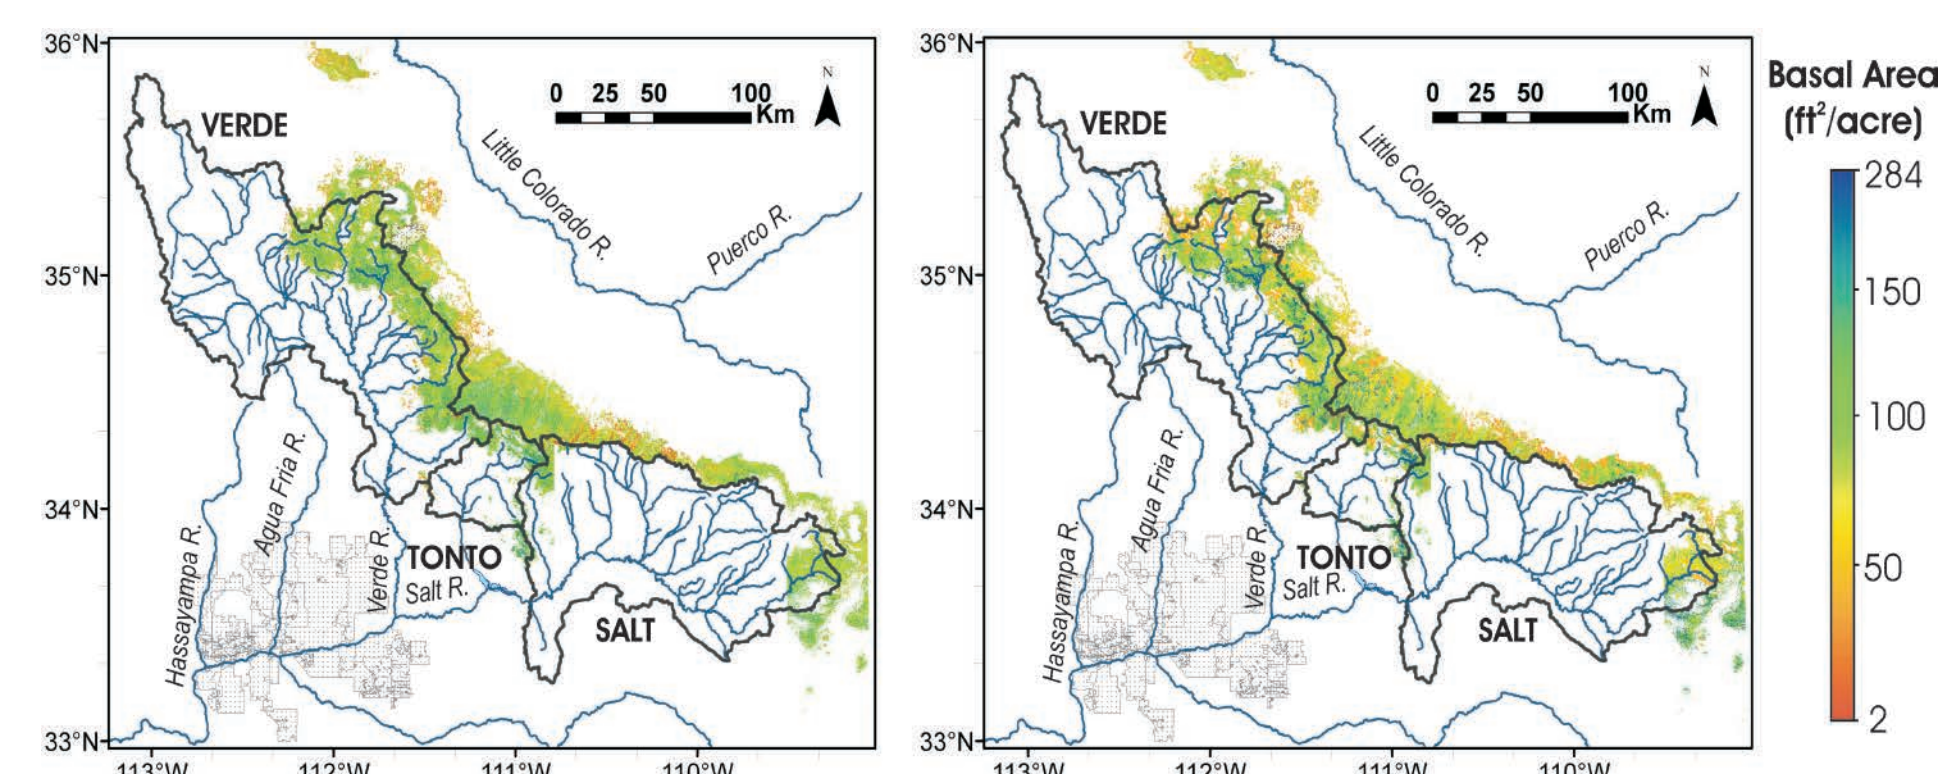 36°N
35°N
34°N
33°N
113°W
112°W
111°W
110°W
VERDE
0 25 50 100
Km
N
Little Colorado R.
Puerco R.
Hassayampa R.
Agua Fria R.
Verde R.
TONTO
Salt R.
SALT
36°N
35°N
34°N
33°N
113°W
112°W
111°W
110°W
VERDE
0 25 50 100
Km
N
Little Colorado R.
Puerco R.
Hassayampa R.
Agua Fria R.
Verde R.
TONTO
Salt R.
SALT
Basal Area
(ft²/acre)
284
150
100
50
2